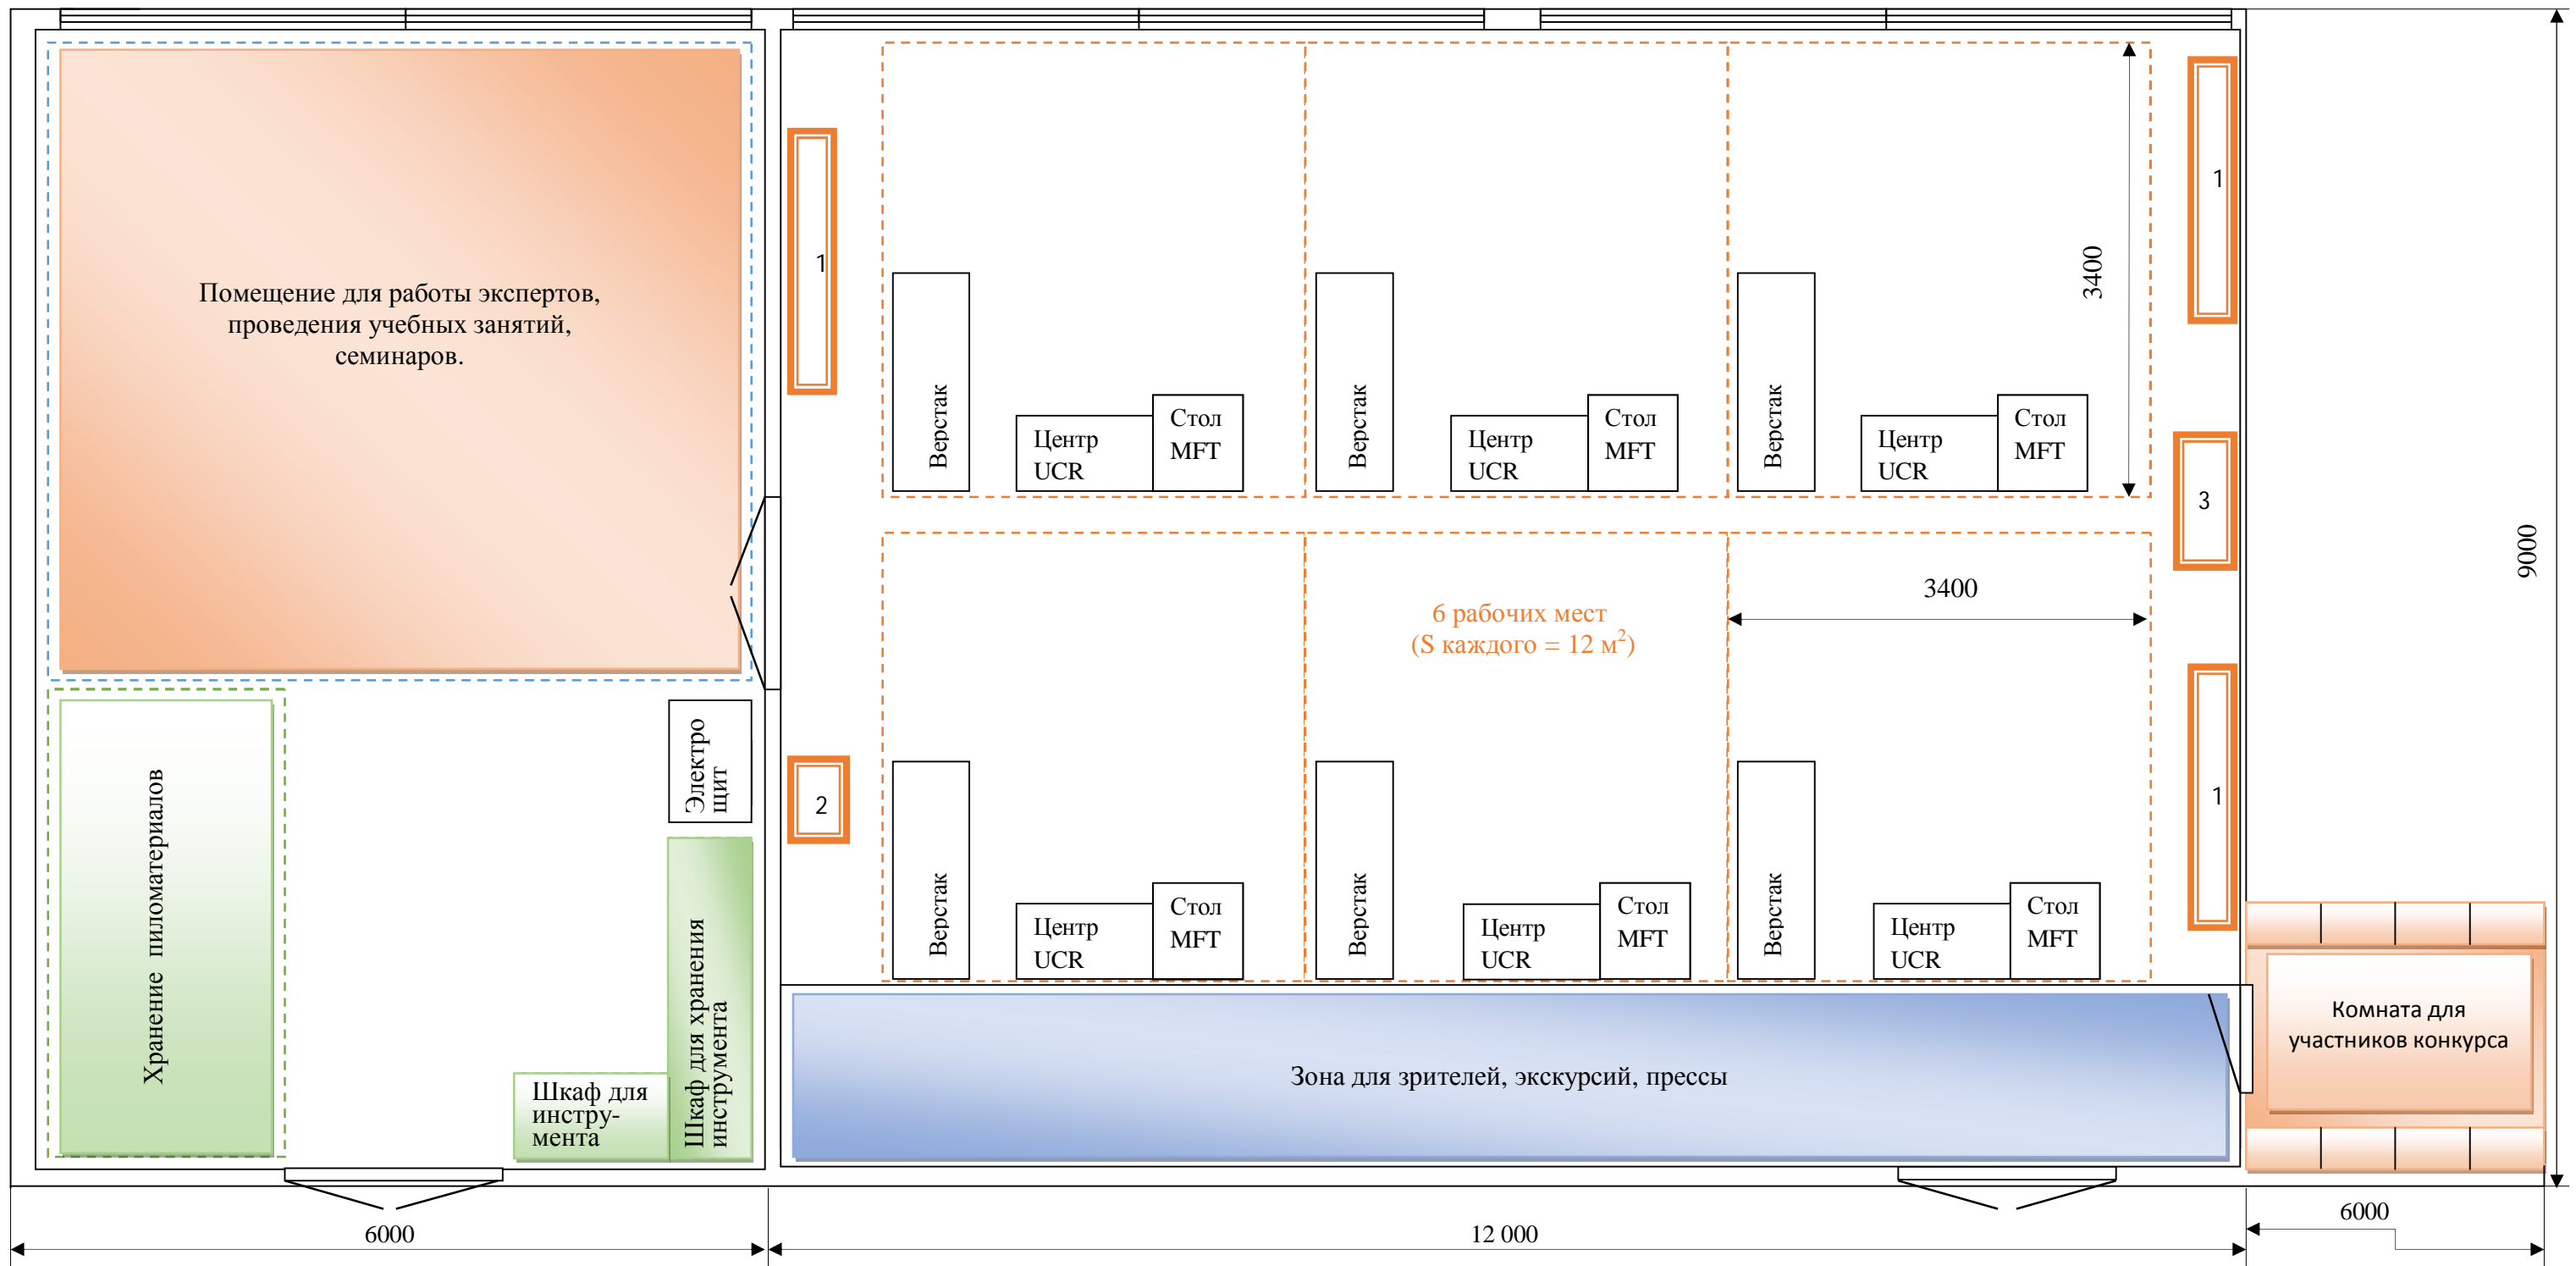 Помещение для работы экспертов,
проведения учебных занятий,
семинаров.
1
1
3400
Верстак
Центр
UCR
Стол
MFT
Верстак
Центр
UCR
Стол
MFT
Верстак
Центр
UCR
Стол
MFT
3
9000
6 рабочих мест
(S каждого = 12 м²)
3400
Хранение пиломатериалов
Электро
щит
Шкаф для хранения
инструмента
Шкаф для
инстру-
мента
2
1
Верстак
Центр
UCR
Стол
MFT
Верстак
Центр
UCR
Стол
MFT
Верстак
Центр
UCR
Стол
MFT
Зона для зрителей, экскурсий, прессы
Комната для
участников конкурса
6000
12 000
6000